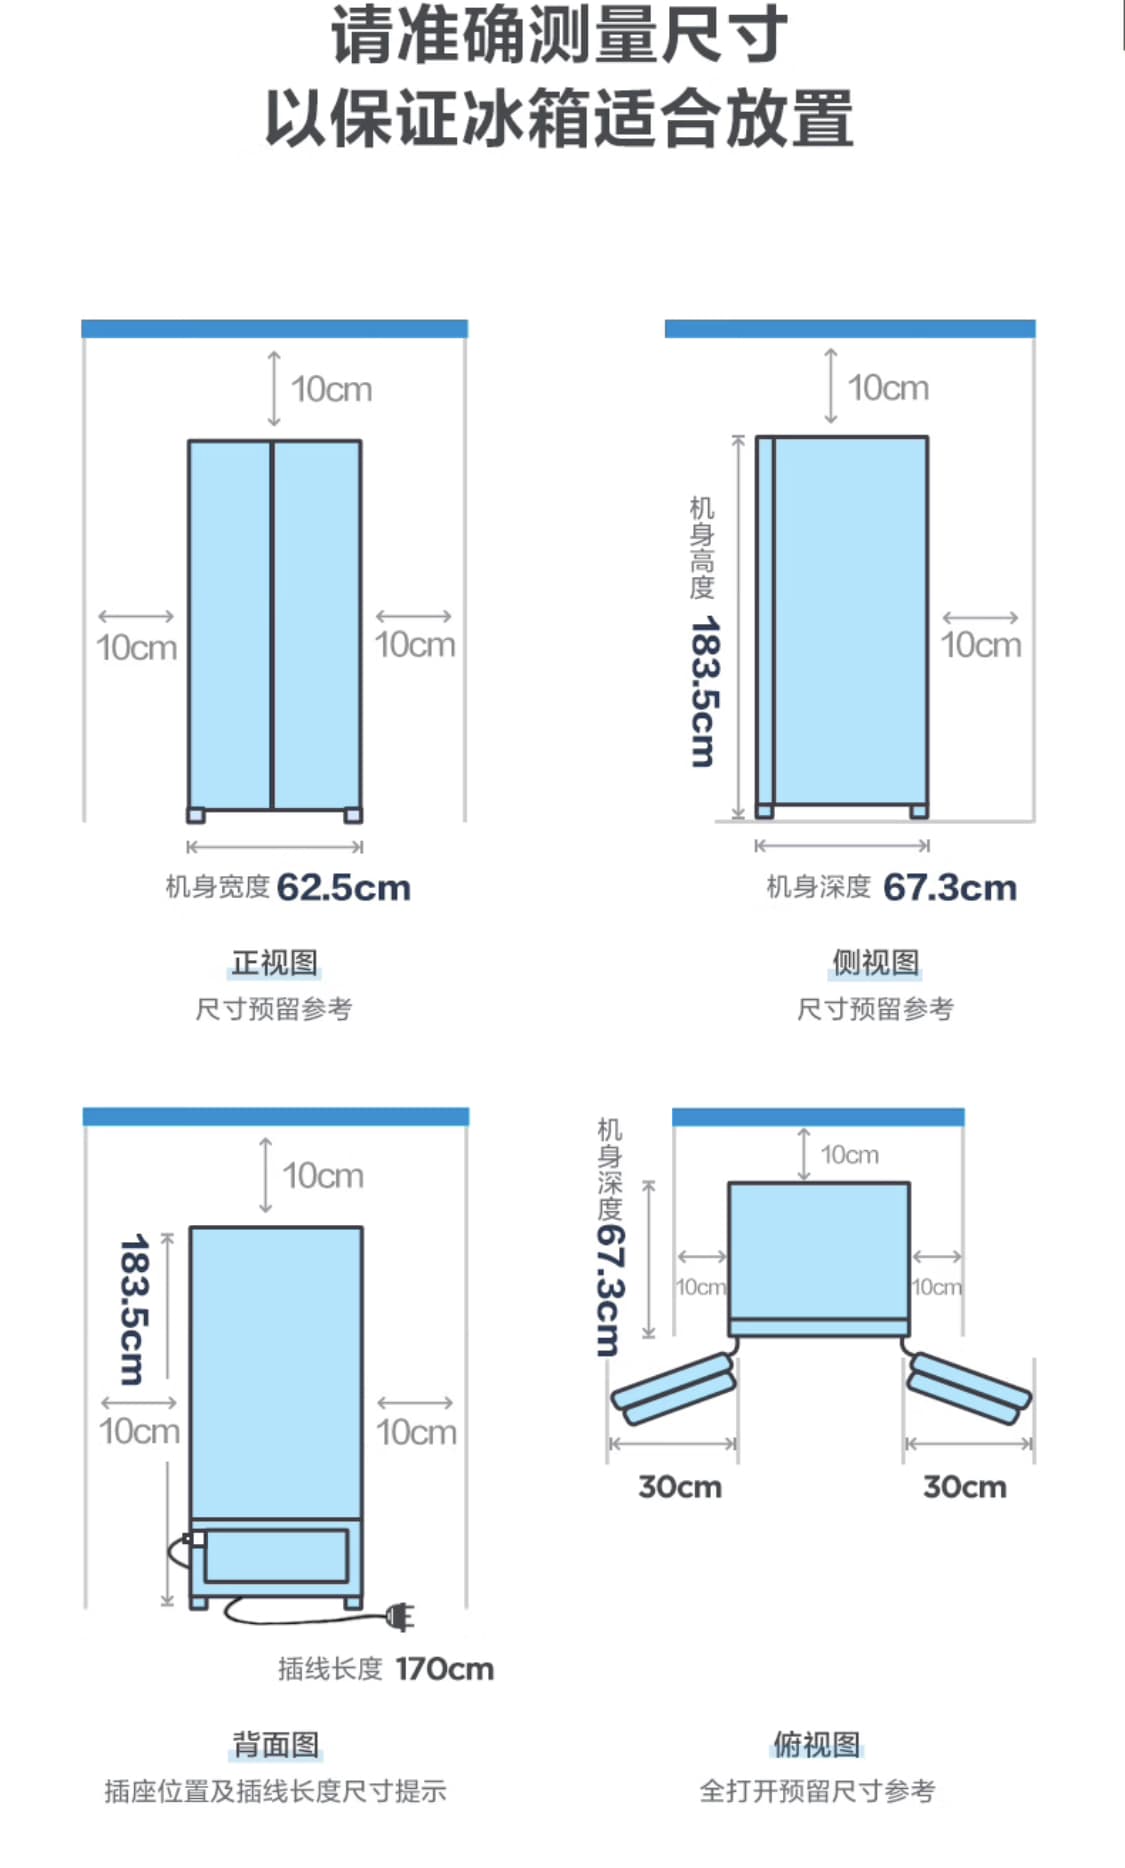 请准确测量尺寸
以保证冰箱适合放置
10cm
10cm
10cm
机身宽度 62.5cm
正视图
尺寸预留参考
10cm
机身高度 183.5cm
10cm
机身深度 67.3cm
侧视图
尺寸预留参考
10cm
183.5cm
10cm
10cm
插线长度 170cm
背面图
插座位置及插线长度尺寸提示
机身深度67.3cm
10cm
10cm
10cm
30cm
30cm
俯视图
全打开预留尺寸参考